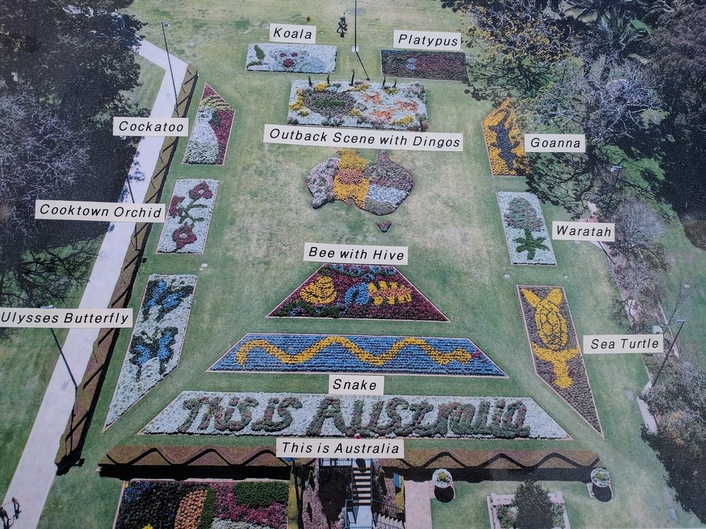 Koala
Platypus
Cockatoo
Outback Scene with Dingos
Goanna
Cooktown Orchid
Waratah
Bee with Hive
Ulysses Butterfly
Sea Turtle
Snake
This is Australia
This is Australia